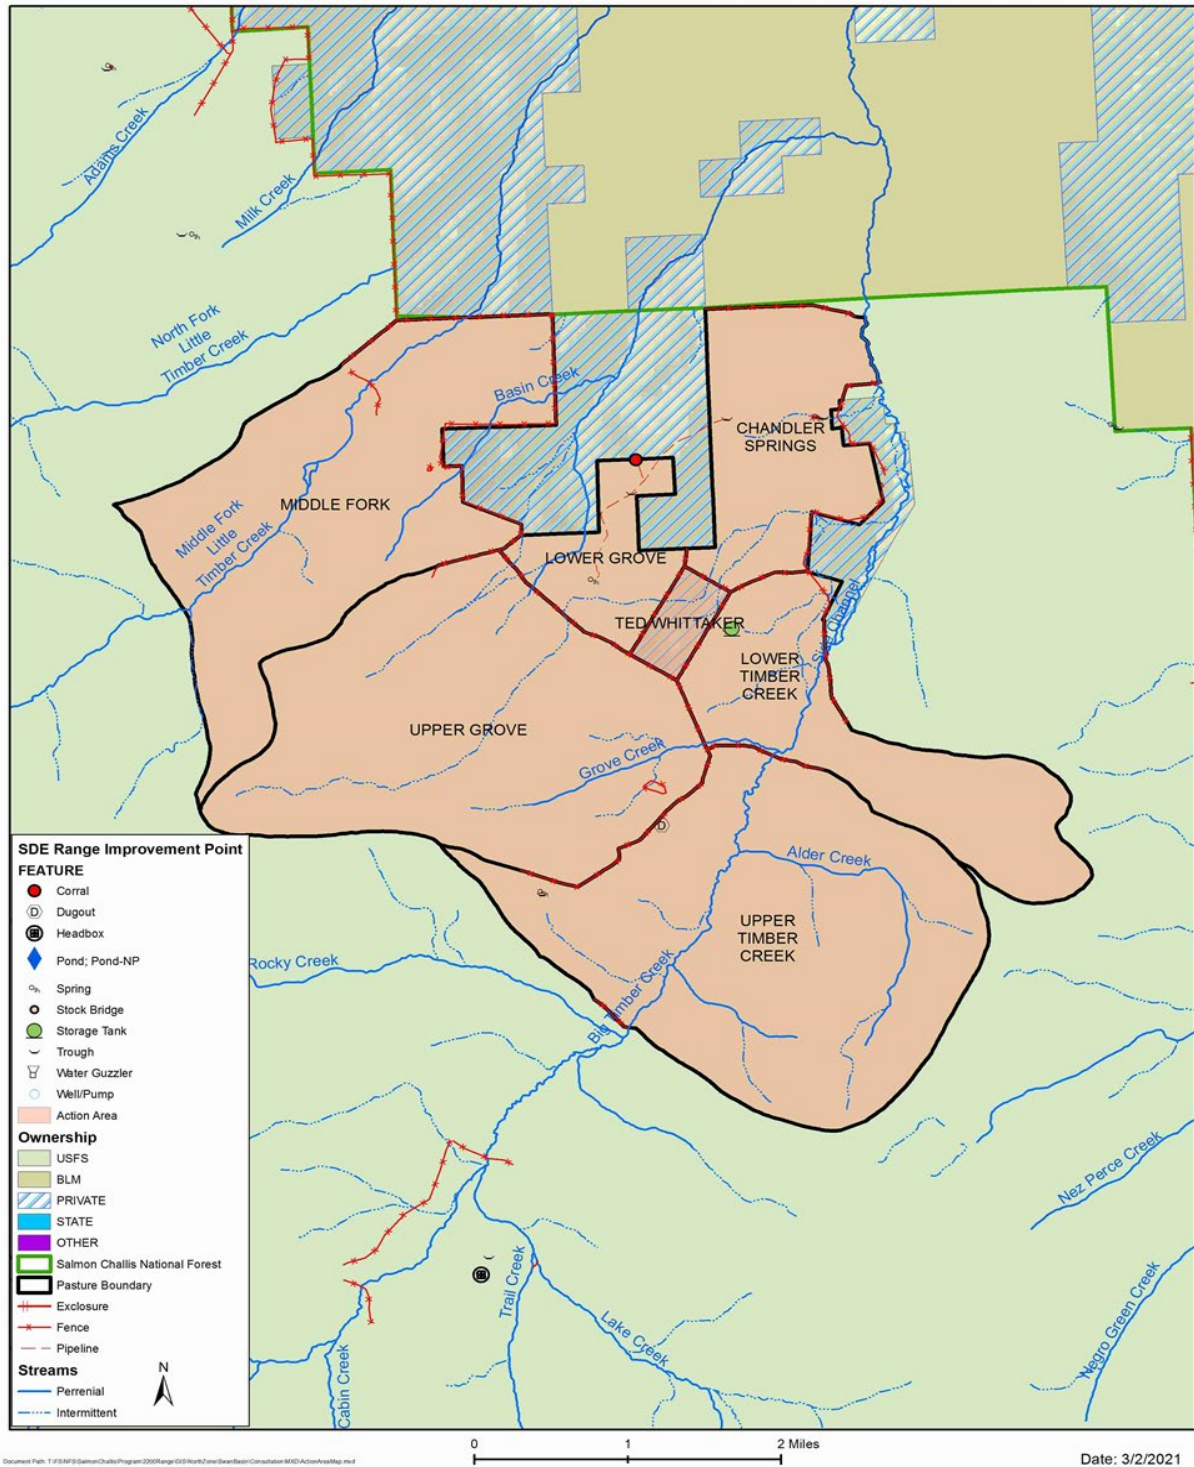 Adams Creek
Milk Creek
North Fork
Little
Timber Creek
Basin Creek
CHANDLER
SPRINGS
MIDDLE FORK
Middle Fork
Little
Timber Creek
LOWER GROVE
TED WHITTAKER
Side Channel
LOWER
TIMBER
CREEK
UPPER GROVE
Grove Creek
D
Alder Creek
UPPER
TIMBER
CREEK
Rocky Creek
Big Timber Creek
Nez Perce Creek
Trail Creek
Lake Creek
Cabin Creek
Negro Green Creek
SDE Range Improvement Point
FEATURE
Corral
D Dugout
Headbox
Pond; Pond-NP
Spring
Stock Bridge
Storage Tank
Trough
Water Guzzler
Well/Pump
Action Area
Ownership
USFS
BLM
PRIVATE
STATE
OTHER
Salmon Challis National Forest
Pasture Boundary
Exclosure
Fence
Pipeline
Streams
Perrenial
Intermittent
N
0 1 2 Miles
Date: 3/2/2021